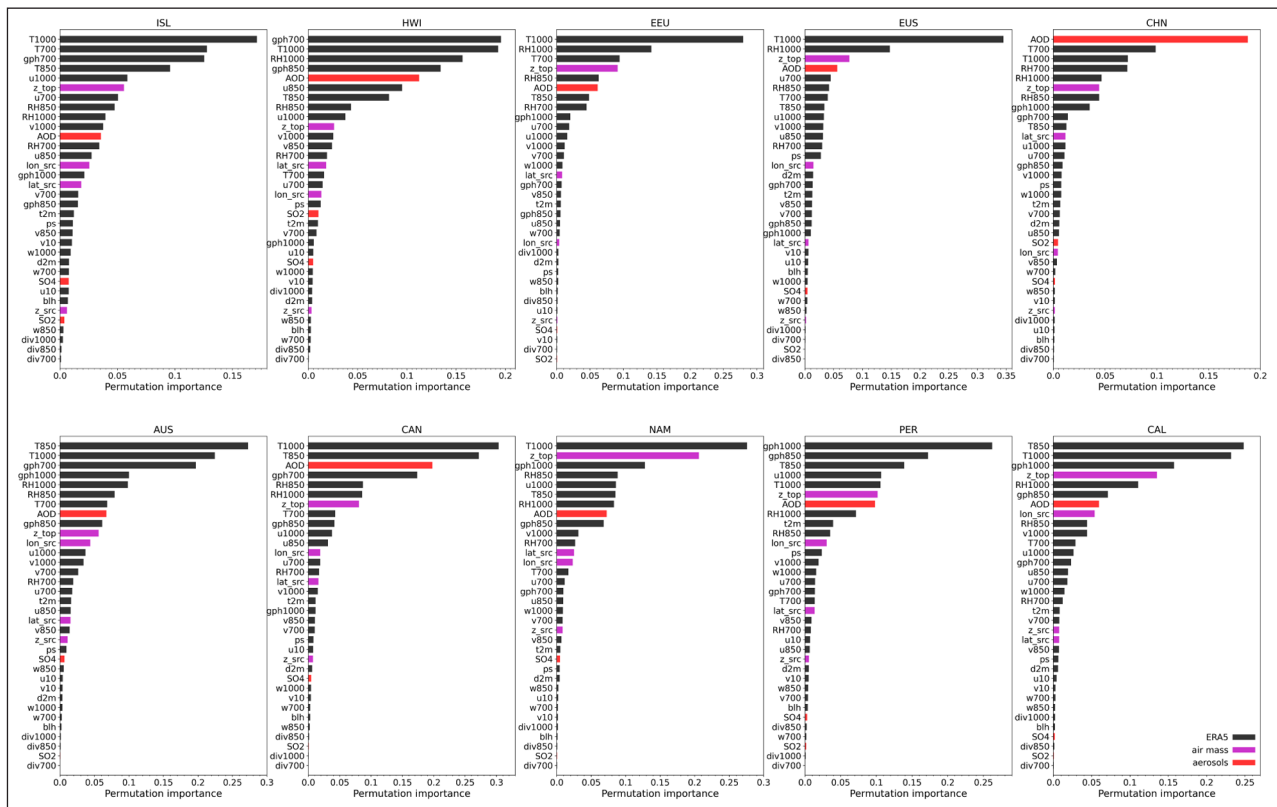 ISL
T1000
T700
gph700
T850
u1000
z_top
u700
RH850
RH1000
v1000
AOD
RH700
u850
lon_src
gph1000
lat_src
v700
gph850
t2m
ps
v850
v10
w1000
d2m
w700
SO4
u10
blh
z_src
SO2
w850
div1000
div850
div700
0.0 0.05 0.1 0.15
Permutation importance
HWI
gph700
T1000
RH1000
gph850
AOD
u850
T850
RH850
u1000
z_top
v1000
v850
RH700
lat_src
T700
u700
lon_src
ps
SO2
t2m
v700
gph1000
u10
SO4
w1000
v10
div1000
d2m
z_src
w850
blh
w700
div850
div700
0.0 0.05 0.1 0.15 0.2
Permutation importance
EEU
T1000
RH1000
T700
z_top
RH850
AOD
T850
RH700
gph1000
u700
u1000
v1000
v700
w1000
lat_src
gph700
v850
t2m
gph850
u850
w700
lon_src
div1000
d2m
ps
w850
blh
div850
u10
z_src
SO4
v10
div700
SO2
0.0 0.05 0.1 0.15 0.2 0.25 0.3
Permutation importance
EUS
T1000
RH1000
z_top
AOD
u700
RH850
T700
T850
u1000
v1000
u850
RH700
ps
lon_src
d2m
gph700
t2m
v850
v700
gph850
gph1000
lat_src
v10
u10
blh
w1000
SO4
w700
w850
z_src
div1000
div700
SO2
div850
0.0 0.05 0.1 0.15 0.2 0.25 0.3 0.35
Permutation importance
CHN
AOD
T700
T1000
RH700
RH1000
z_top
RH850
gph1000
gph700
T850
lat_src
u1000
u700
gph850
v1000
ps
w1000
t2m
v700
d2m
u850
SO2
lon_src
v850
w700
SO4
w850
v10
z_src
div1000
u10
blh
div850
div700
0.0 0.1 0.2
Permutation importance
AUS
T850
T1000
gph700
gph1000
RH1000
RH850
T700
AOD
gph850
z_top
lon_src
u1000
v1000
v700
RH700
u700
t2m
u850
lat_src
v850
z_src
ps
SO4
w850
u10
v10
d2m
w1000
w700
blh
div1000
div850
SO2
div700
0.0 0.05 0.1 0.15 0.2 0.25 0.3
Permutation importance
CAN
T1000
T850
AOD
gph700
RH850
RH1000
z_top
T700
gph850
u1000
u850
lon_src
u700
RH700
lat_src
v1000
t2m
gph1000
v850
v700
ps
u10
z_src
d2m
SO4
w1000
v10
w700
blh
w850
div850
SO2
div1000
div700
0.0 0.05 0.1 0.15 0.2 0.25 0.3
Permutation importance
NAM
T1000
z_top
gph1000
RH850
u1000
T850
RH1000
AOD
gph850
v1000
RH700
lat_src
lon_src
T700
u700
gph700
u850
w1000
v700
z_src
v850
t2m
SO4
ps
d2m
w850
u10
w700
v10
div1000
blh
div850
SO2
div700
0.0 0.05 0.1 0.15 0.2 0.25 0.3
Permutation importance
PER
gph1000
gph850
T850
u1000
T1000
z_top
AOD
RH1000
t2m
RH850
lon_src
ps
v1000
w1000
u700
gph700
T700
lat_src
v850
RH700
u10
u850
z_src
d2m
v10
w850
v700
blh
SO4
div850
w700
SO2
div1000
div700
0.0 0.05 0.1 0.15 0.2 0.25
Permutation importance
CAL
T850
T1000
gph1000
z_top
RH1000
gph850
AOD
lon_src
RH850
v1000
T700
u1000
gph700
u850
u700
w1000
RH700
t2m
v700
z_src
lat_src
v850
ps
d2m
u10
v10
w700
w850
div1000
blh
SO4
div850
SO2
div700
0.0 0.05 0.1 0.15 0.2 0.25
Permutation importance
ERA5
air mass
aerosols